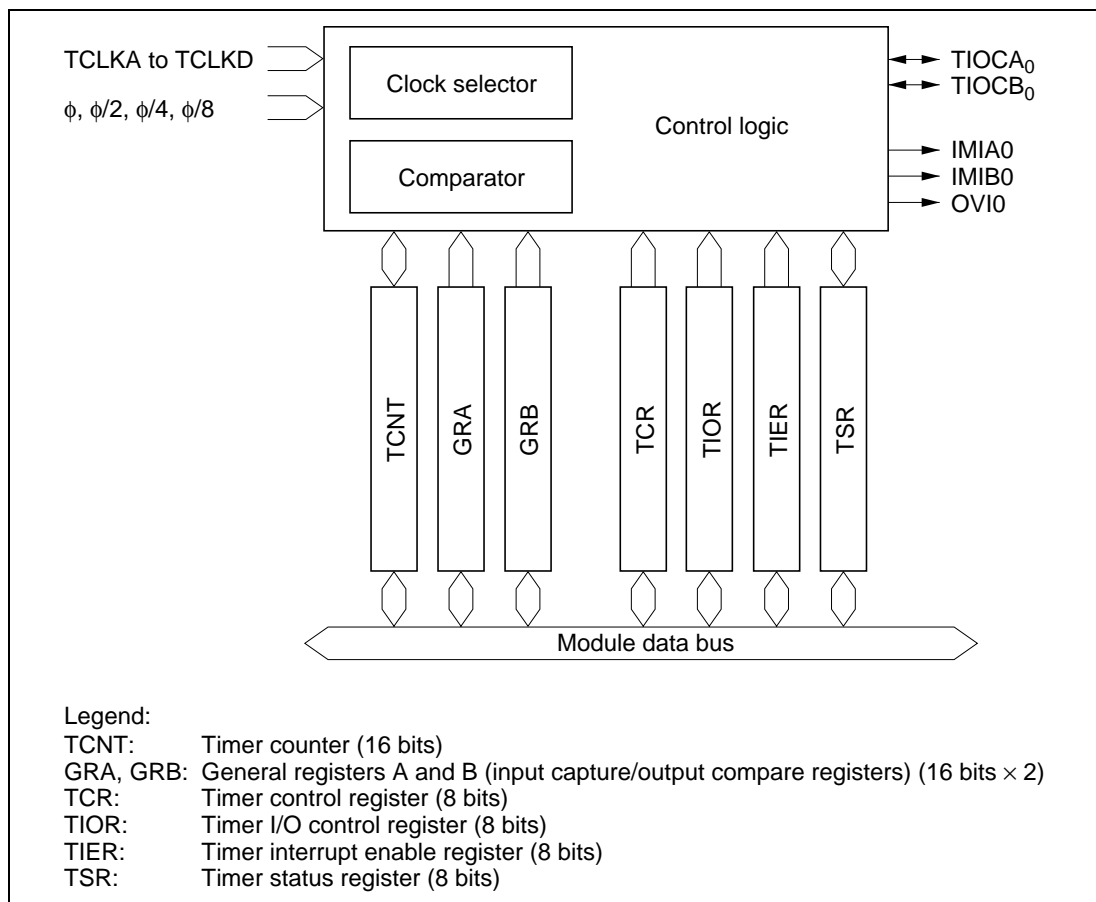 TCLKA to TCLKD
ϕ, ϕ/2, ϕ/4, ϕ/8
Clock selector
Comparator
Control logic
TIOCA₀
TIOCB₀
IMIA0
IMIB0
OVI0
TCNT
GRA
GRB
TCR
TIOR
TIER
TSR
Module data bus
Legend:
TCNT: Timer counter (16 bits)
GRA, GRB: General registers A and B (input capture/output compare registers) (16 bits × 2)
TCR: Timer control register (8 bits)
TIOR: Timer I/O control register (8 bits)
TIER: Timer interrupt enable register (8 bits)
TSR: Timer status register (8 bits)